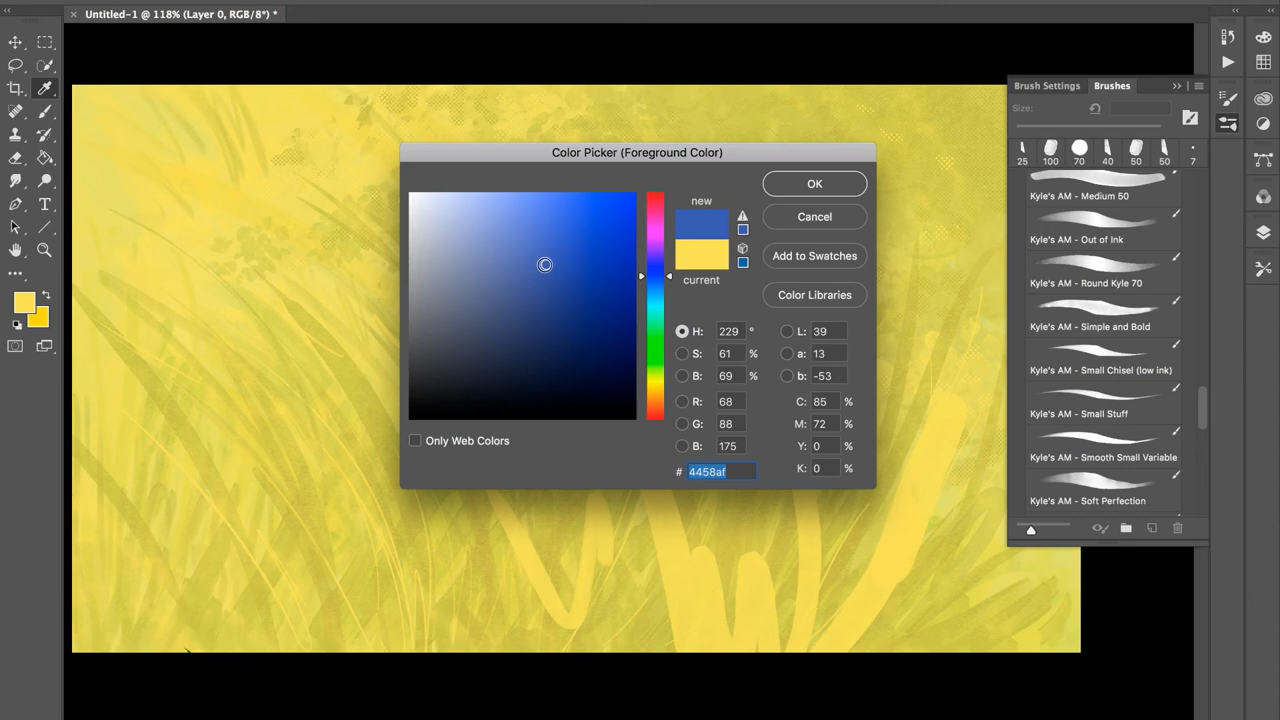 Untitled-1 @ 118% (Layer 0, RGB/8*) *
Brush Settings
Brushes
Size:
25
100
70
40
50
50
7
Kyle's AM - Medium 50
Kyle's AM - Out of Ink
Kyle's AM - Round Kyle 70
Kyle's AM - Simple and Bold
Kyle's AM - Small Chisel (low ink)
Kyle's AM - Small Stuff
Kyle's AM - Smooth Small Variable
Kyle's AM - Soft Perfection
Color Picker (Foreground Color)
new
current
OK
Cancel
Add to Swatches
Color Libraries
H: 229 °
L: 39
S: 61 %
a: 13
B: 69 %
b: -53
R: 68
C: 85 %
G: 88
M: 72 %
B: 175
Y: 0 %
# 4458af
K: 0 %
Only Web Colors